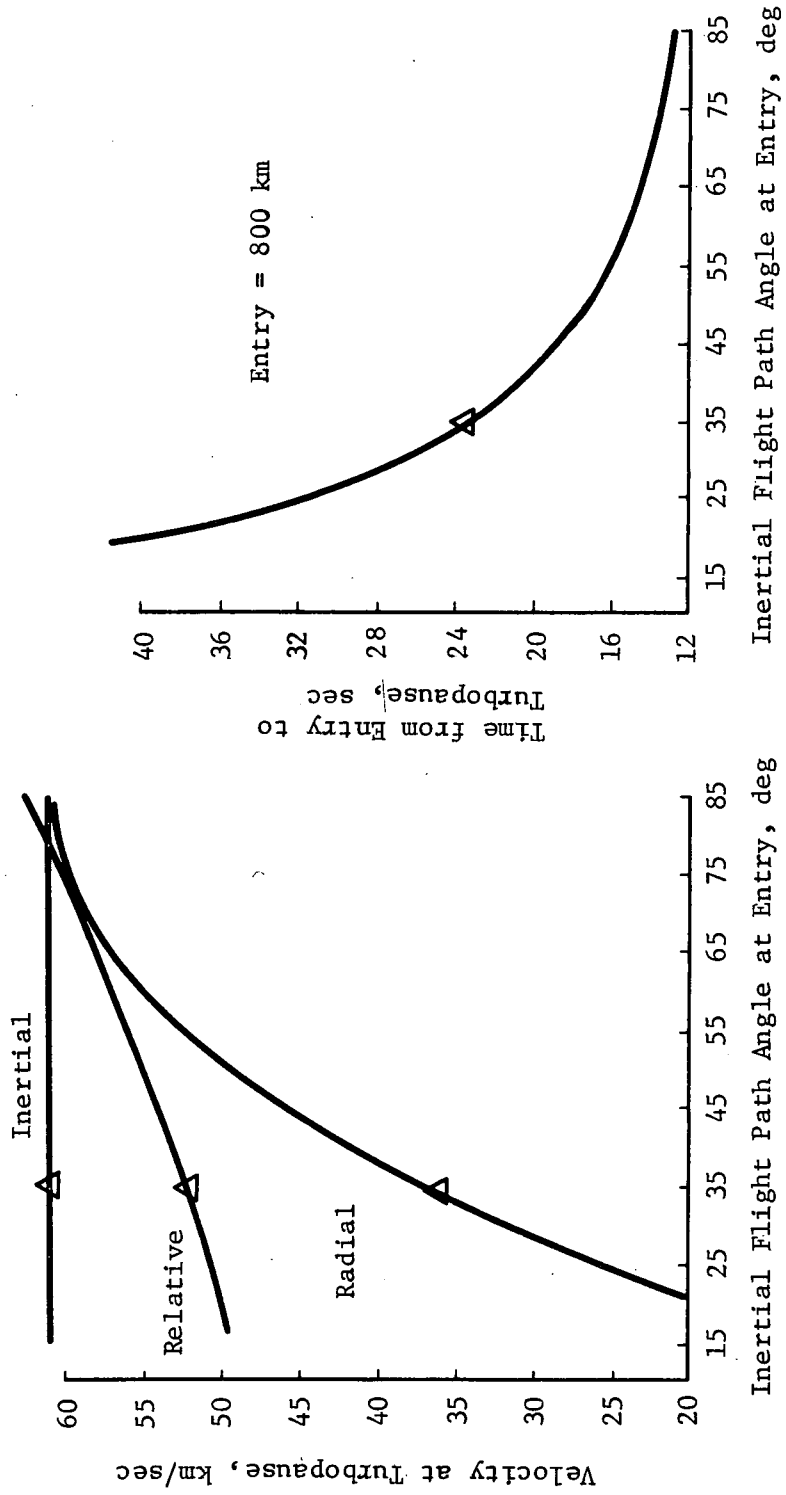 Velocity at Turbopause, km/sec
60
55
50
45
40
35
30
25
20
Inertial
Relative
Radial
15 25 35 45 55 65 75 85
Inertial Flight Path Angle at Entry, deg
Time from Entry to
Turbopause, sec
40
36
32
28
24
20
16
12
Entry = 800 km
15 25 35 45 55 65 75 85
Inertial Flight Path Angle at Entry, deg